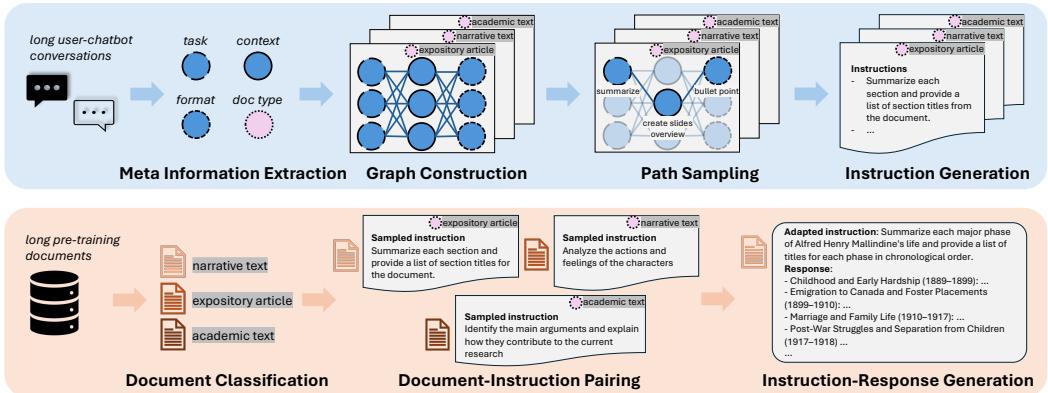 long user-chatbot
conversations
task
context
format
doc type
Meta Information Extraction
academic text
narrative text
expository article
Graph Construction
academic text
narrative text
expository article
summarize
bullet point
create slides
overview
Path Sampling
academic text
narrative text
expository article
Instructions
- Summarize each
section and provide a
list of section titles from
the document.
- ...
Instruction Generation
long pre-training
documents
narrative text
expository article
academic text
Document Classification
expository article
Sampled instruction
Summarize each section and
provide a list of section titles for
the document.
narrative text
Sampled instruction
Analyze the actions and
feelings of the characters
academic text
Sampled instruction
Identify the main arguments and explain
how they contribute to the current
research
Document-Instruction Pairing
Adapted instruction: Summarize each major phase
of Alfred Henry Mallindine's life and provide a list of
titles for each phase in chronological order.
Response:
- Childhood and Early Hardship (1889–1899): ...
- Emigration to Canada and Foster Placements
(1899–1910): ...
- Marriage and Family Life (1910–1917): ...
- Post-War Struggles and Separation from Children
(1917–1918) ...
...
Instruction-Response Generation